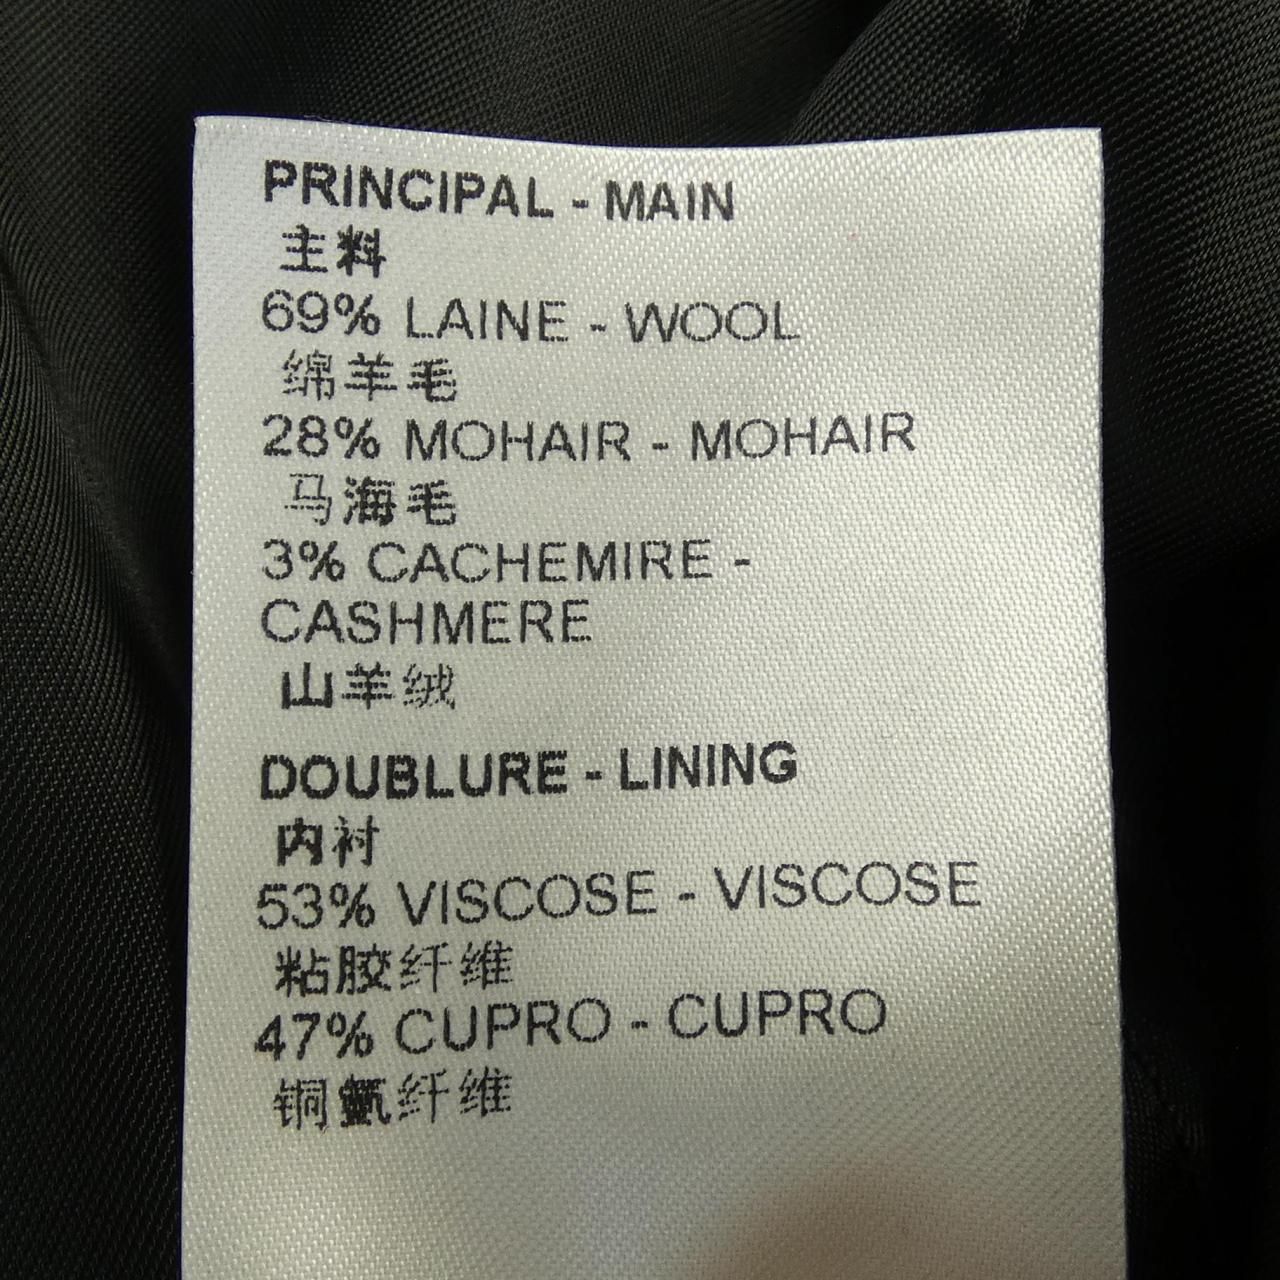 PRINCIPAL - MAIN
主料
69% LAINE - WOOL
绵羊毛
28% MOHAIR - MOHAIR
马海毛
3% CACHEMIRE -
CASHMERE
山羊绒
DOUBLURE - LINING
内衬
53% VISCOSE - VISCOSE
粘胶纤维
47% CUPRO - CUPRO
铜氨纤维